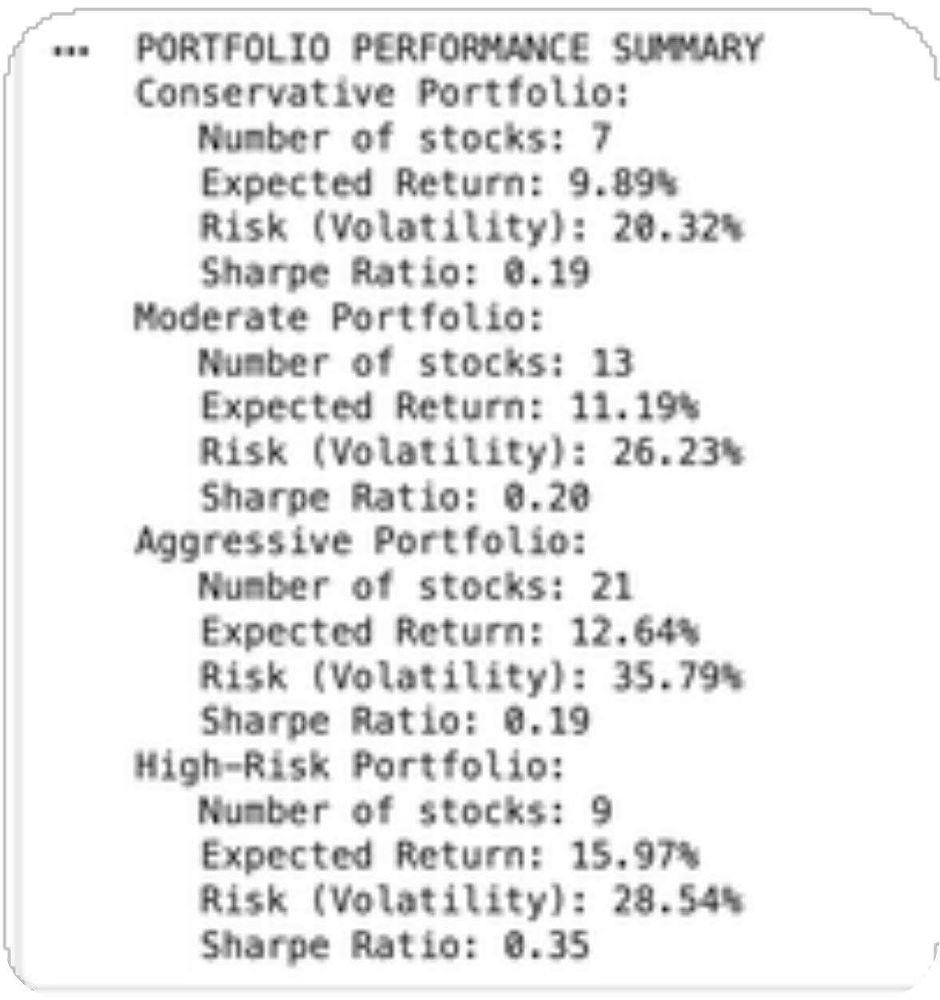 ... PORTFOLIO PERFORMANCE SUMMARY
Conservative Portfolio:
Number of stocks: 7
Expected Return: 9.89%
Risk (Volatility): 20.32%
Sharpe Ratio: 0.19
Moderate Portfolio:
Number of stocks: 13
Expected Return: 11.19%
Risk (Volatility): 26.23%
Sharpe Ratio: 0.20
Aggressive Portfolio:
Number of stocks: 21
Expected Return: 12.64%
Risk (Volatility): 35.79%
Sharpe Ratio: 0.19
High-Risk Portfolio:
Number of stocks: 9
Expected Return: 15.97%
Risk (Volatility): 28.54%
Sharpe Ratio: 0.35